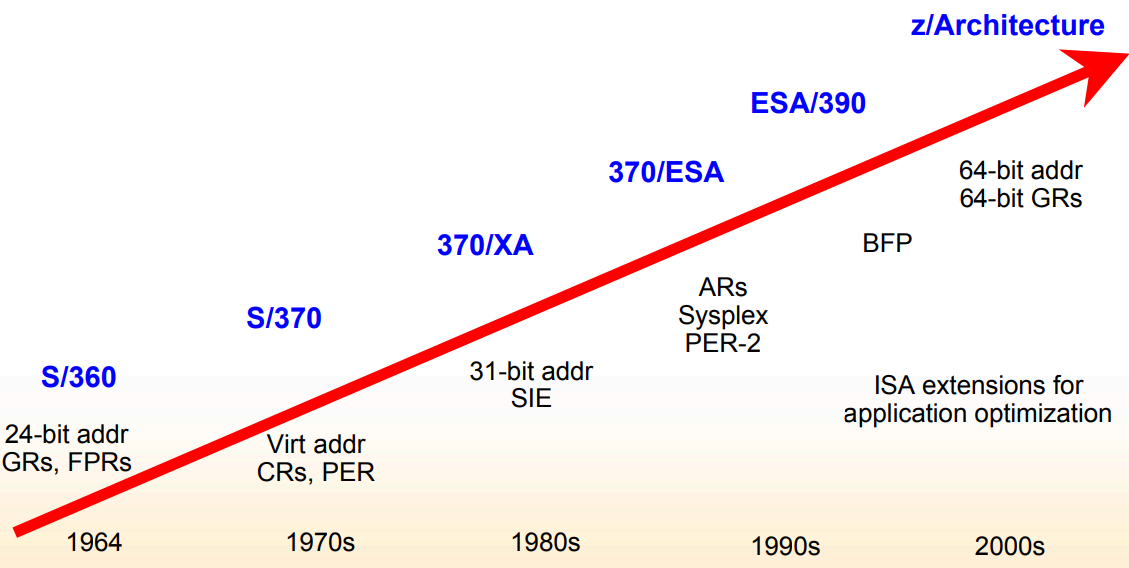 z/Architecture
ESA/390
370/ESA
64-bit addr
64-bit GRs
370/XA
BFP
ARs
Sysplex
PER-2
S/370
31-bit addr
SIE
S/360
ISA extensions for
application optimization
24-bit addr
GRs, FPRs
Virt addr
CRs, PER
1964
1970s
1980s
1990s
2000s